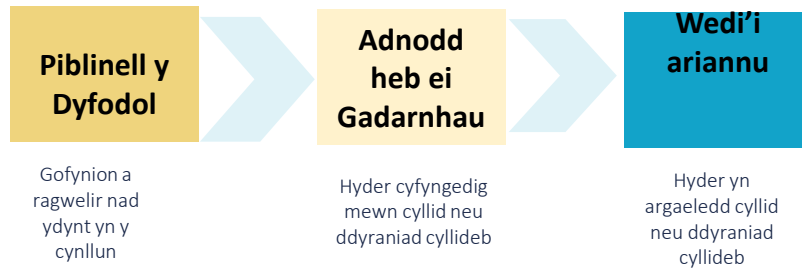 Piblinell y
Dyfodol
Gofynion a
ragwelir nad
ydynt yn y
cynllun
Adnodd
heb ei
Gadarnhau
Hyder cyfyngedig
mewn cyllid neu
ddyraniad cyllideb
Wedi’i
ariannu
Hyder yn
argaeledd cyllid
neu ddyraniad
cyllideb